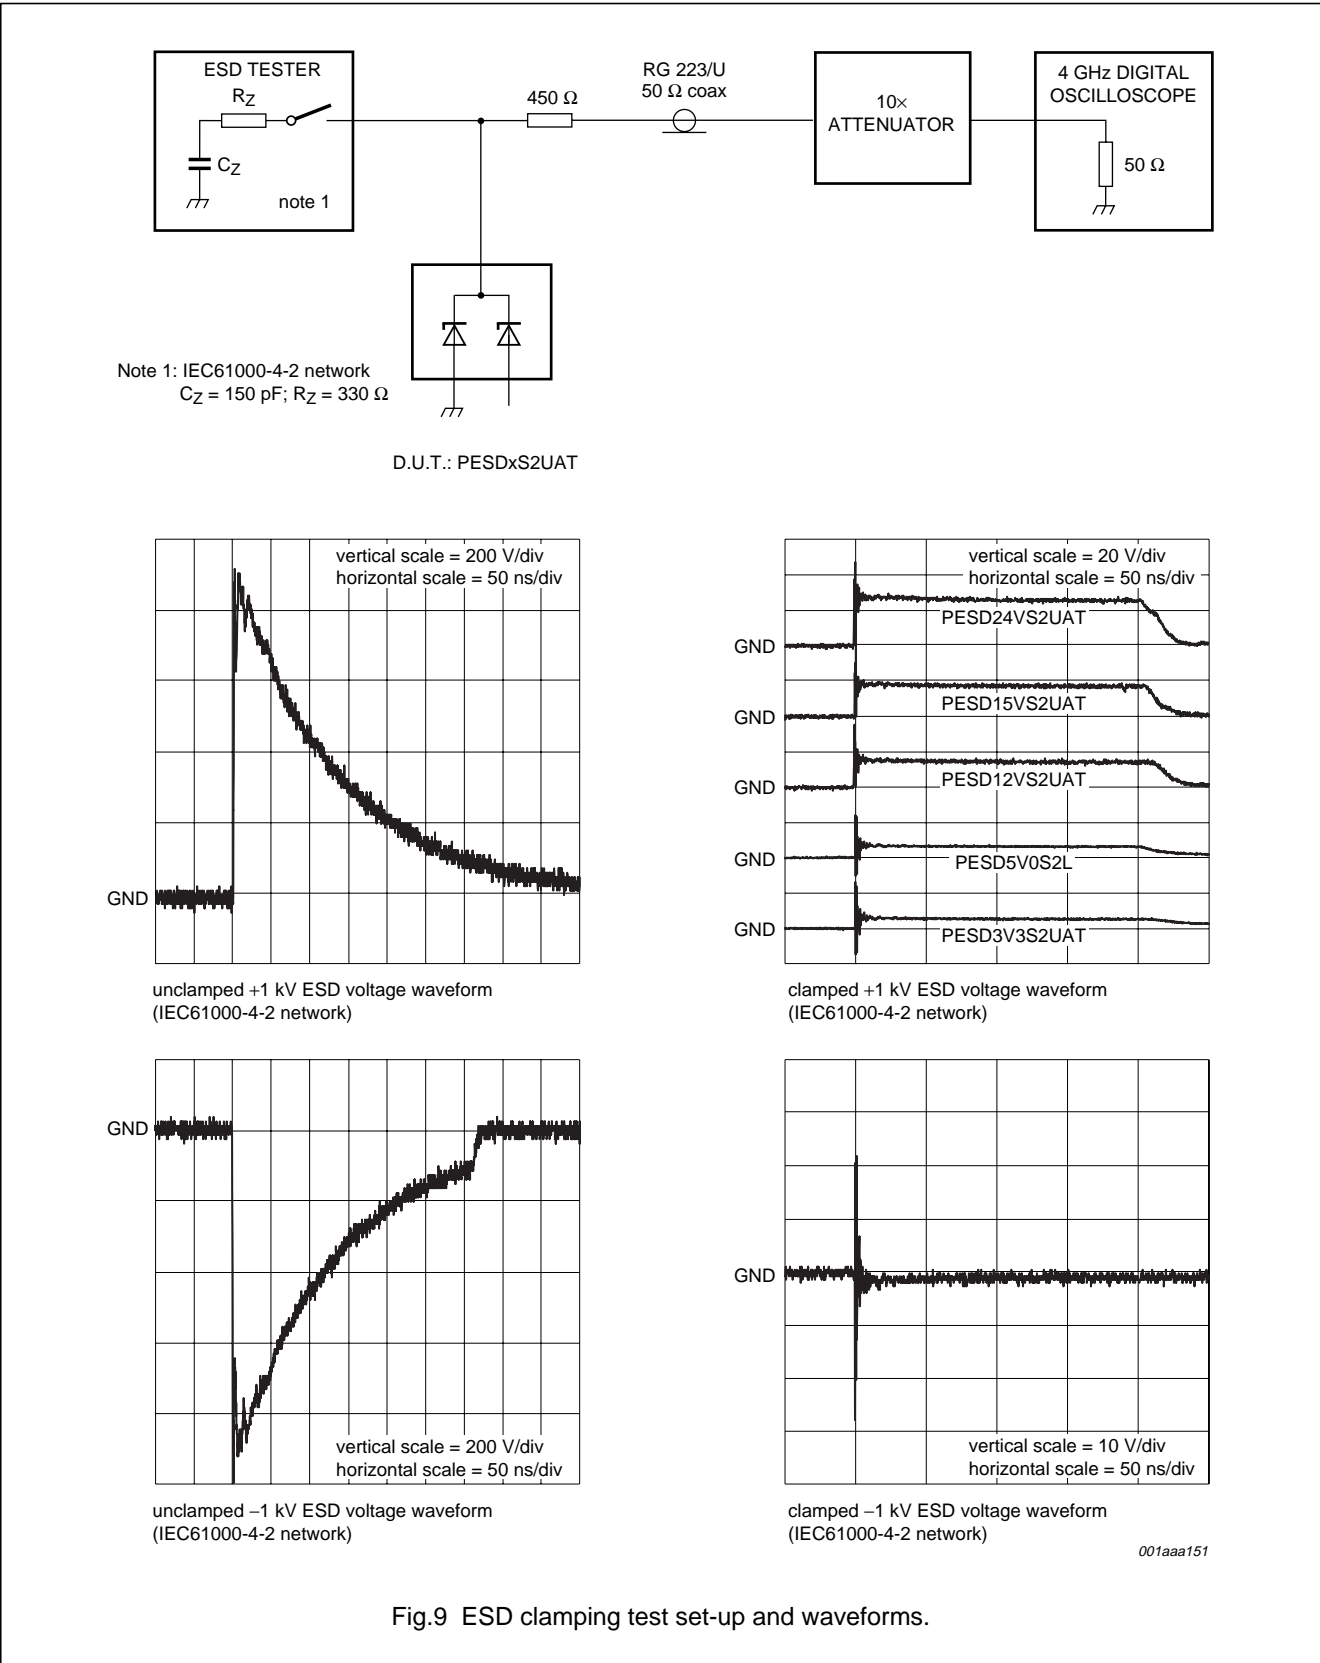 ESD TESTER
RZ
CZ
note 1
450 Ω
RG 223/U
50 Ω coax
10×
ATTENUATOR
4 GHz DIGITAL
OSCILLOSCOPE
50 Ω
Note 1: IEC61000-4-2 network
CZ = 150 pF; RZ = 330 Ω
D.U.T.: PESDxS2UAT
vertical scale = 200 V/div
horizontal scale = 50 ns/div
GND
unclamped +1 kV ESD voltage waveform
(IEC61000-4-2 network)
vertical scale = 20 V/div
horizontal scale = 50 ns/div
PESD24VS2UAT
GND
PESD15VS2UAT
GND
PESD12VS2UAT
GND
PESD5V0S2L
GND
PESD3V3S2UAT
GND
clamped +1 kV ESD voltage waveform
(IEC61000-4-2 network)
GND
vertical scale = 200 V/div
horizontal scale = 50 ns/div
unclamped −1 kV ESD voltage waveform
(IEC61000-4-2 network)
GND
vertical scale = 10 V/div
horizontal scale = 50 ns/div
clamped −1 kV ESD voltage waveform
(IEC61000-4-2 network)
001aaa151
Fig.9 ESD clamping test set-up and waveforms.